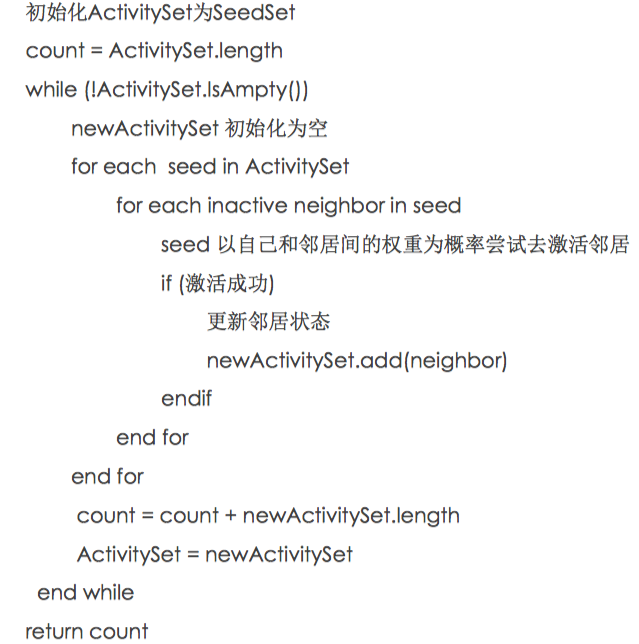 初始化ActivitySet为SeedSet
count = ActivitySet.length
while (!ActivitySet.IsAmpty())
newActivitySet 初始化为空
for each seed in ActivitySet
for each inactive neighbor in seed
seed 以自己和邻居间的权重为概率尝试去激活邻居
if (激活成功)
更新邻居状态
newActivitySet.add(neighbor)
endif
end for
end for
count = count + newActivitySet.length
ActivitySet = newActivitySet
end while
return count